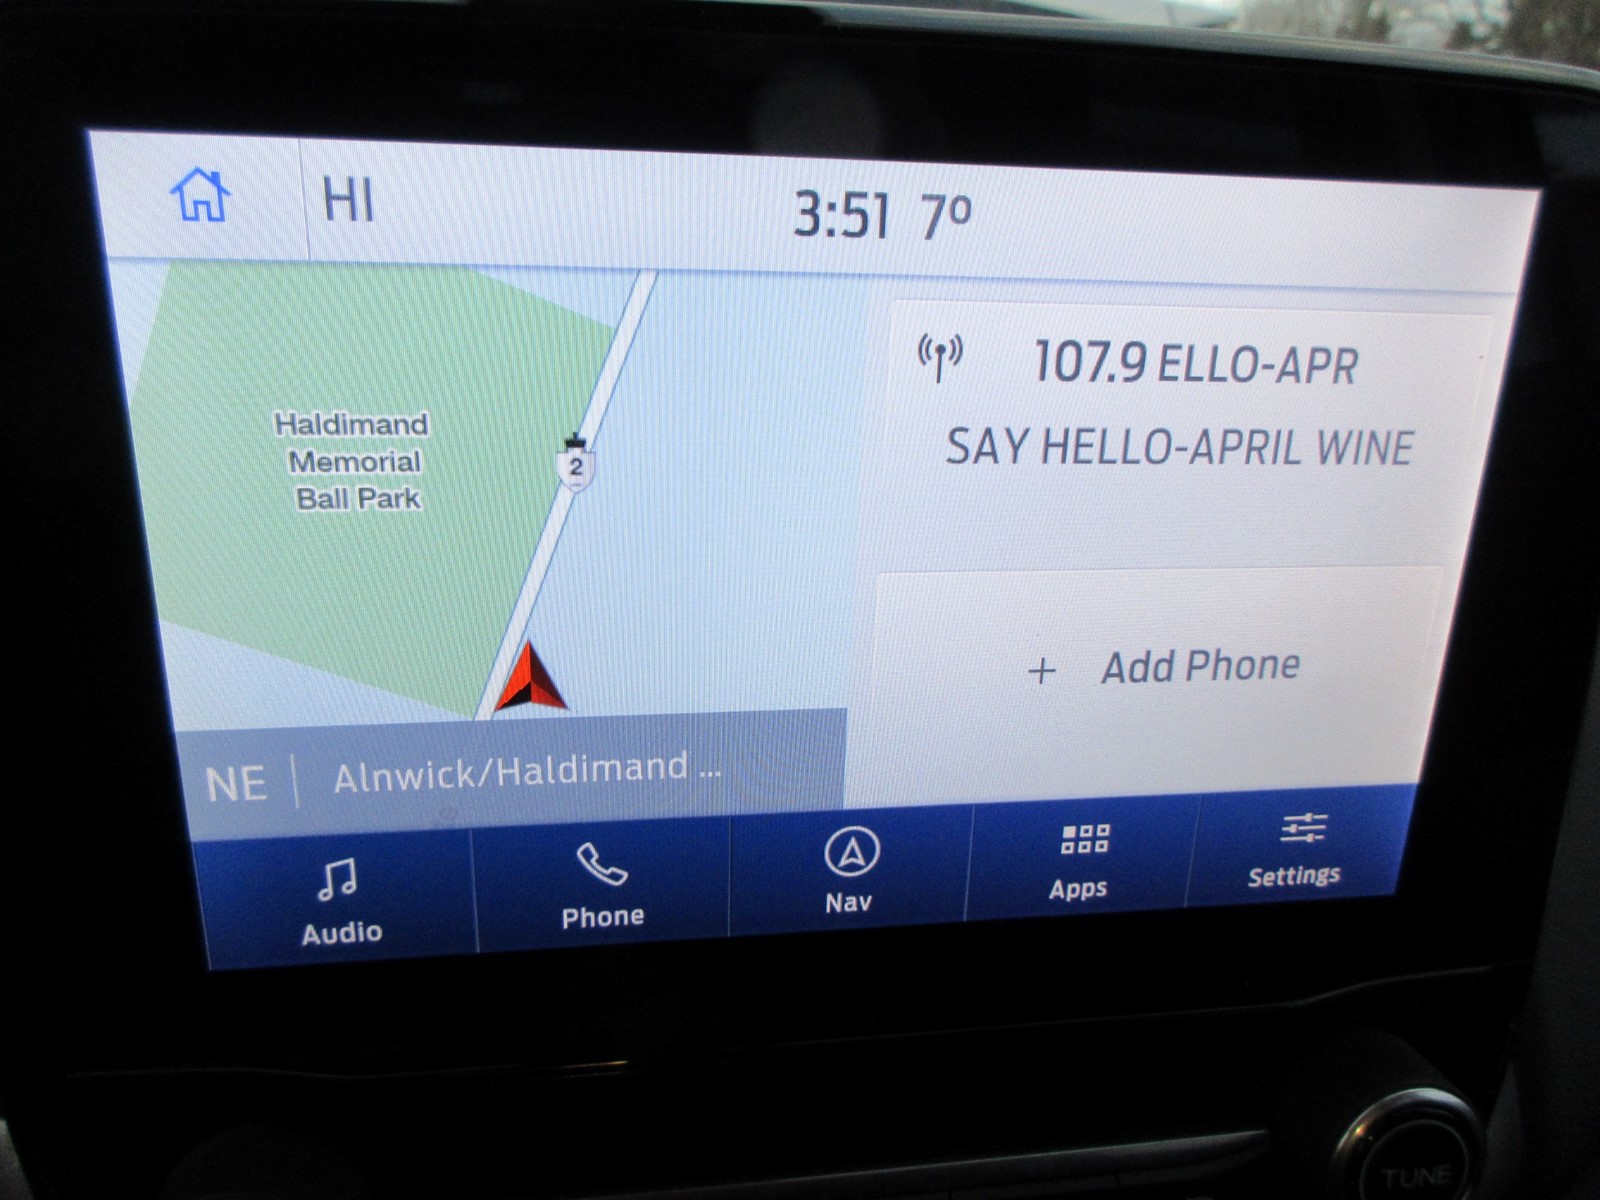 HI
3:51 7°
Haldimand
Memorial
Ball Park
2
107.9 ELLO-APR
SAY HELLO-APRIL WINE
+ Add Phone
NE | Alnwick/Haldimand ...
Audio
Phone
Nav
Apps
Settings
TUNE